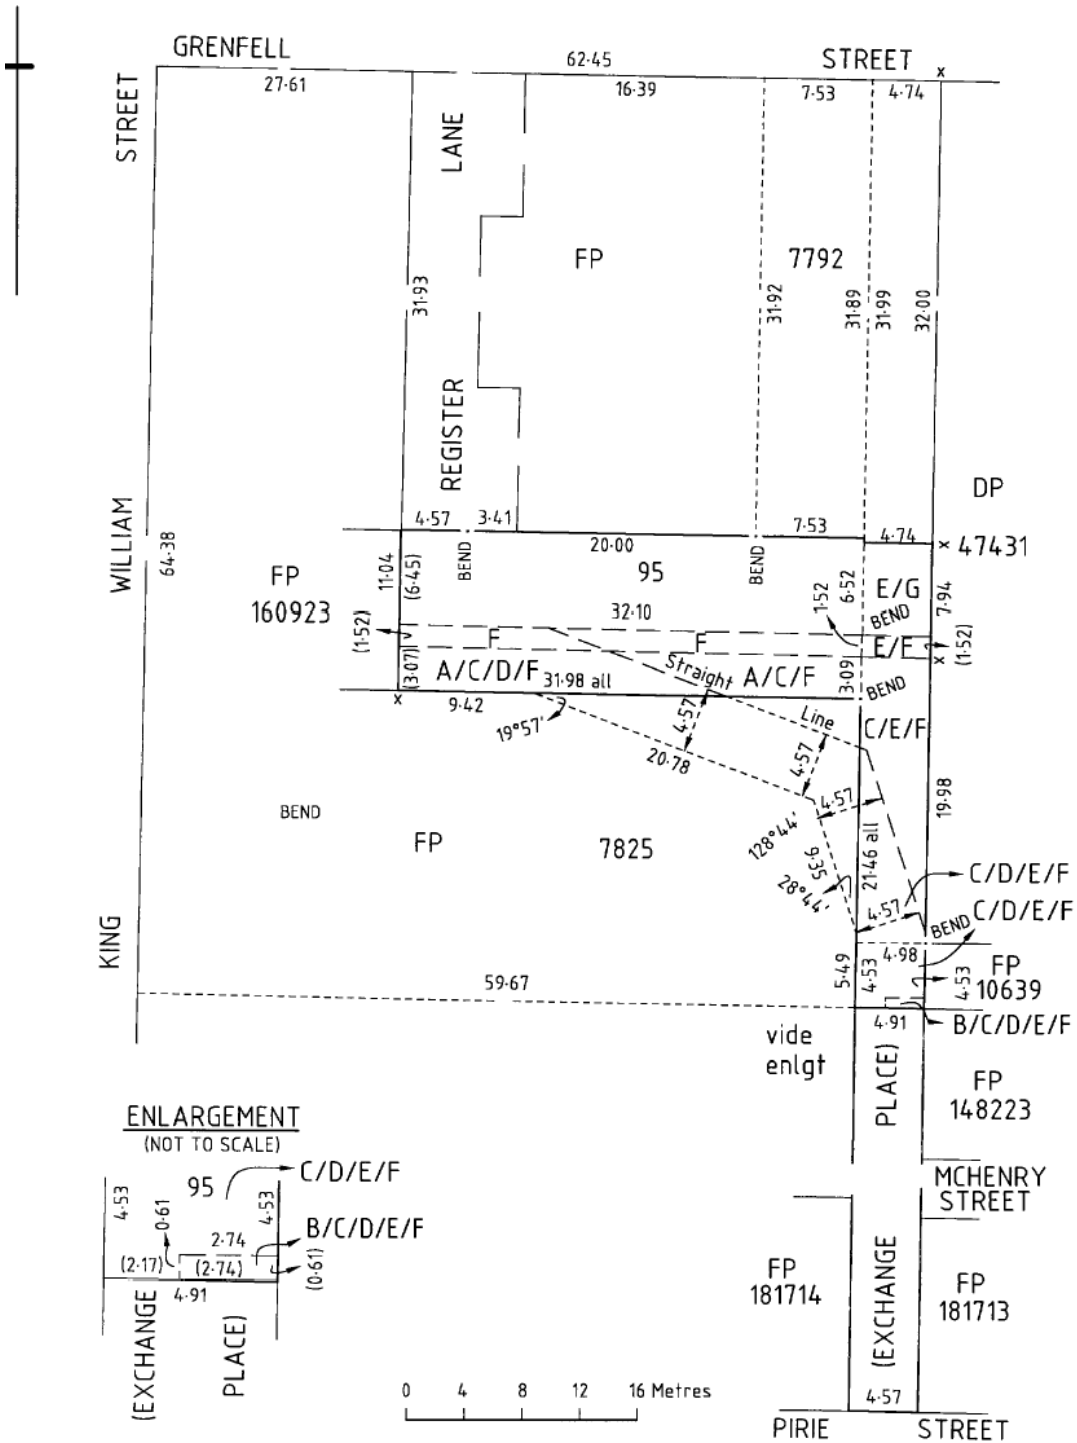 GRENFELL 62·45 STREET x
27·61 16·39 7·53 4·74
STREET
LANE
FP 7792
31·93 31·92 31·89 31·99 32·00
REGISTER
DP
47431
4·57 3·41 7·53 4·74 x
WILLIAM
64·38
11·04
(6·45)
BEND
20·00
95
BEND
FP
160923
32·10
1·52
6·52
E/G
7·94
BEND
(1·52)
F F E/F
(1·52)
x
(3·07)
A/C/D/F 31·98 all
Straight
A/C/F
3·09
BEND
x
9·42
19°57'
4·57
Line
C/E/F
20·78
4·57
4·57
19·98
BEND
FP 7825
128°44'
9·35
28°44'
21·46 all
C/D/E/F
4·57
C/D/E/F
BEND
KING
59·67
5·49
4·53
4·98
4·53
FP
10639
4·91
B/C/D/E/F
vide
enlgt
PLACE)
FP
148223
MCHENRY
STREET
ENLARGEMENT
(NOT TO SCALE)
95
C/D/E/F
4·53
0·61
4·53
2·74
B/C/D/E/F
(2·17) (2·74)
(0·61)
4·91
(EXCHANGE
PLACE)
FP
181714
(EXCHANGE
FP
181713
0 4 8 12 16 Metres
4·57
PIRIE STREET